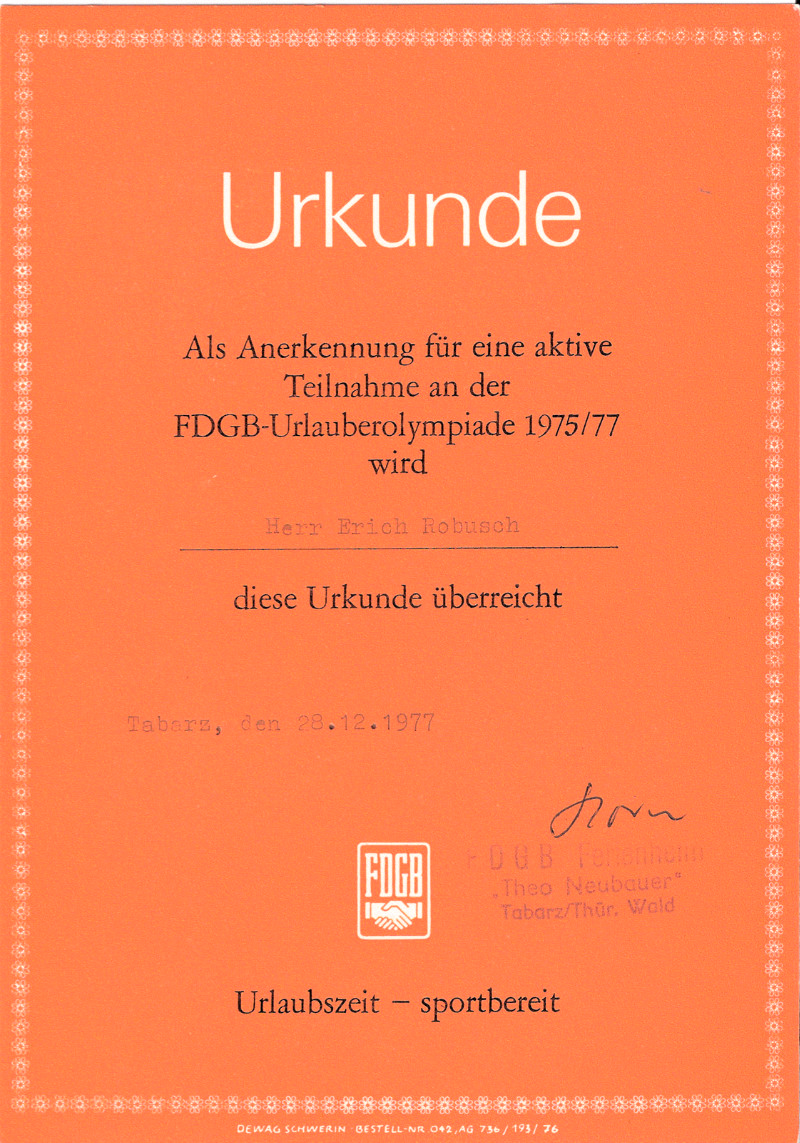 Urkunde
Als Anerkennung für eine aktive
Teilnahme an der
FDGB-Urlauberolympiade 1975/77
wird
Herr Erich Robusch
diese Urkunde überreicht
Tabarz, den 28.12.1977
FDGB
FDGB Ferienheim
„Theo Neubauer"
Tabarz/Thür. Wald
Urlaubszeit – sportbereit
DEWAG SCHWERIN · BESTELL-NR 042, AG 736 / 193 / 76